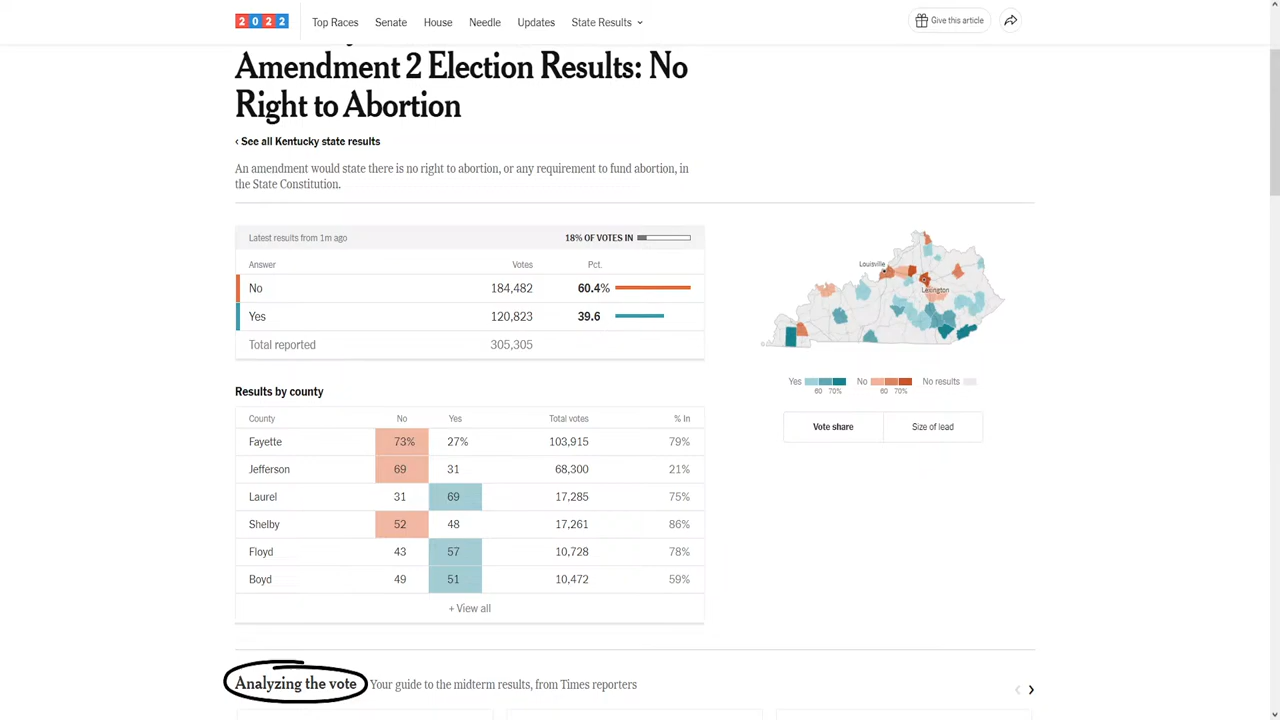 2022 Top Races Senate House Needle Updates State Results Give this article
Amendment 2 Election Results: No
Right to Abortion
‹ See all Kentucky state results
An amendment would state there is no right to abortion, or any requirement to fund abortion, in
the State Constitution.
Latest results from 1m ago 18% OF VOTES IN
Answer Votes Pct.
No 184,482 60.4%
Yes 120,823 39.6
Total reported 305,305
Louisville
Lexington
Yes No No results
60 70% 60 70%
Vote share Size of lead
Results by county
County No Yes Total votes % In
Fayette 73% 27% 103,915 79%
Jefferson 69 31 68,300 21%
Laurel 31 69 17,285 75%
Shelby 52 48 17,261 86%
Floyd 43 57 10,728 78%
Boyd 49 51 10,472 59%
+ View all
Analyzing the vote Your guide to the midterm results, from Times reporters